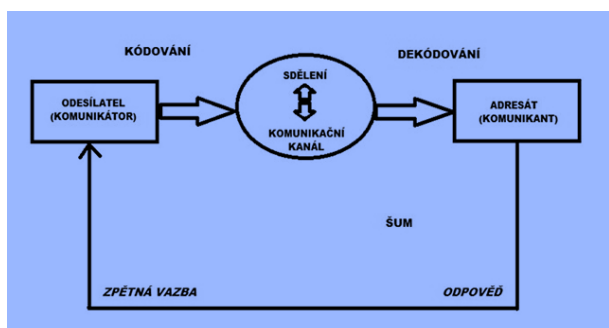 KÓDOVÁNÍ
DEKÓDOVÁNÍ
ODESÍLATEL
(KOMUNIKÁTOR)
SDĚLENÍ
KOMUNIKAČNÍ
KANÁL
ADRESÁT
(KOMUNIKANT)
ŠUM
ZPĚTNÁ VAZBA
ODPOVĚĎ